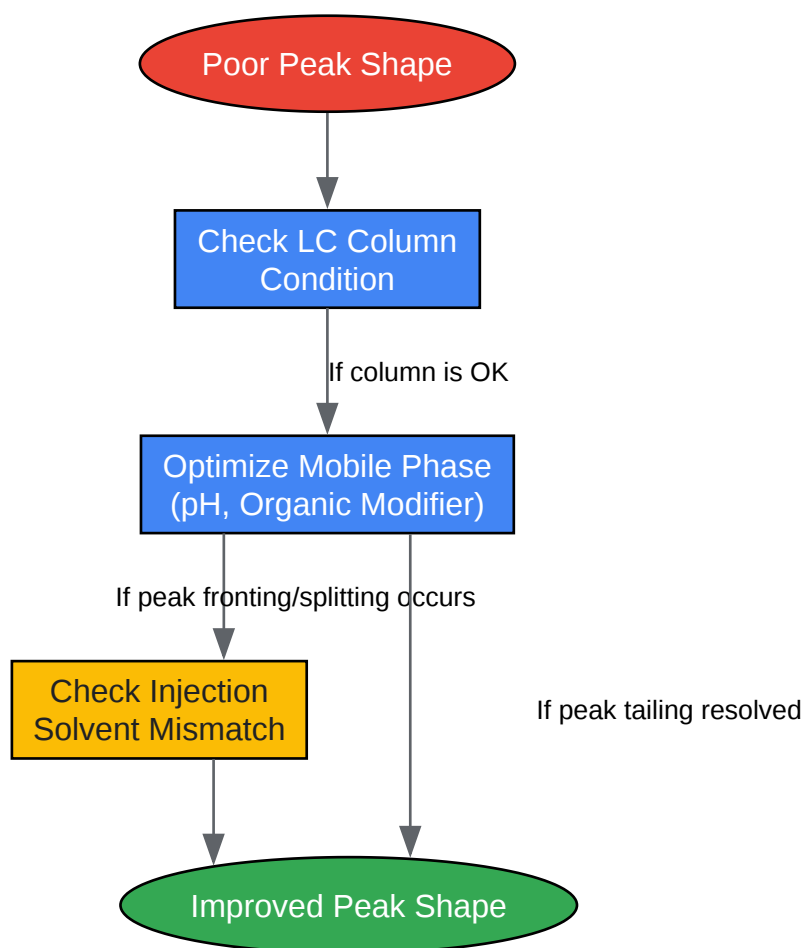 Poor Peak Shape
Check LC Column
Condition
If column is OK
Optimize Mobile Phase
(pH, Organic Modifier)
If peak fronting/splitting occurs
Check Injection
Solvent Mismatch
If peak tailing resolved
Improved Peak Shape